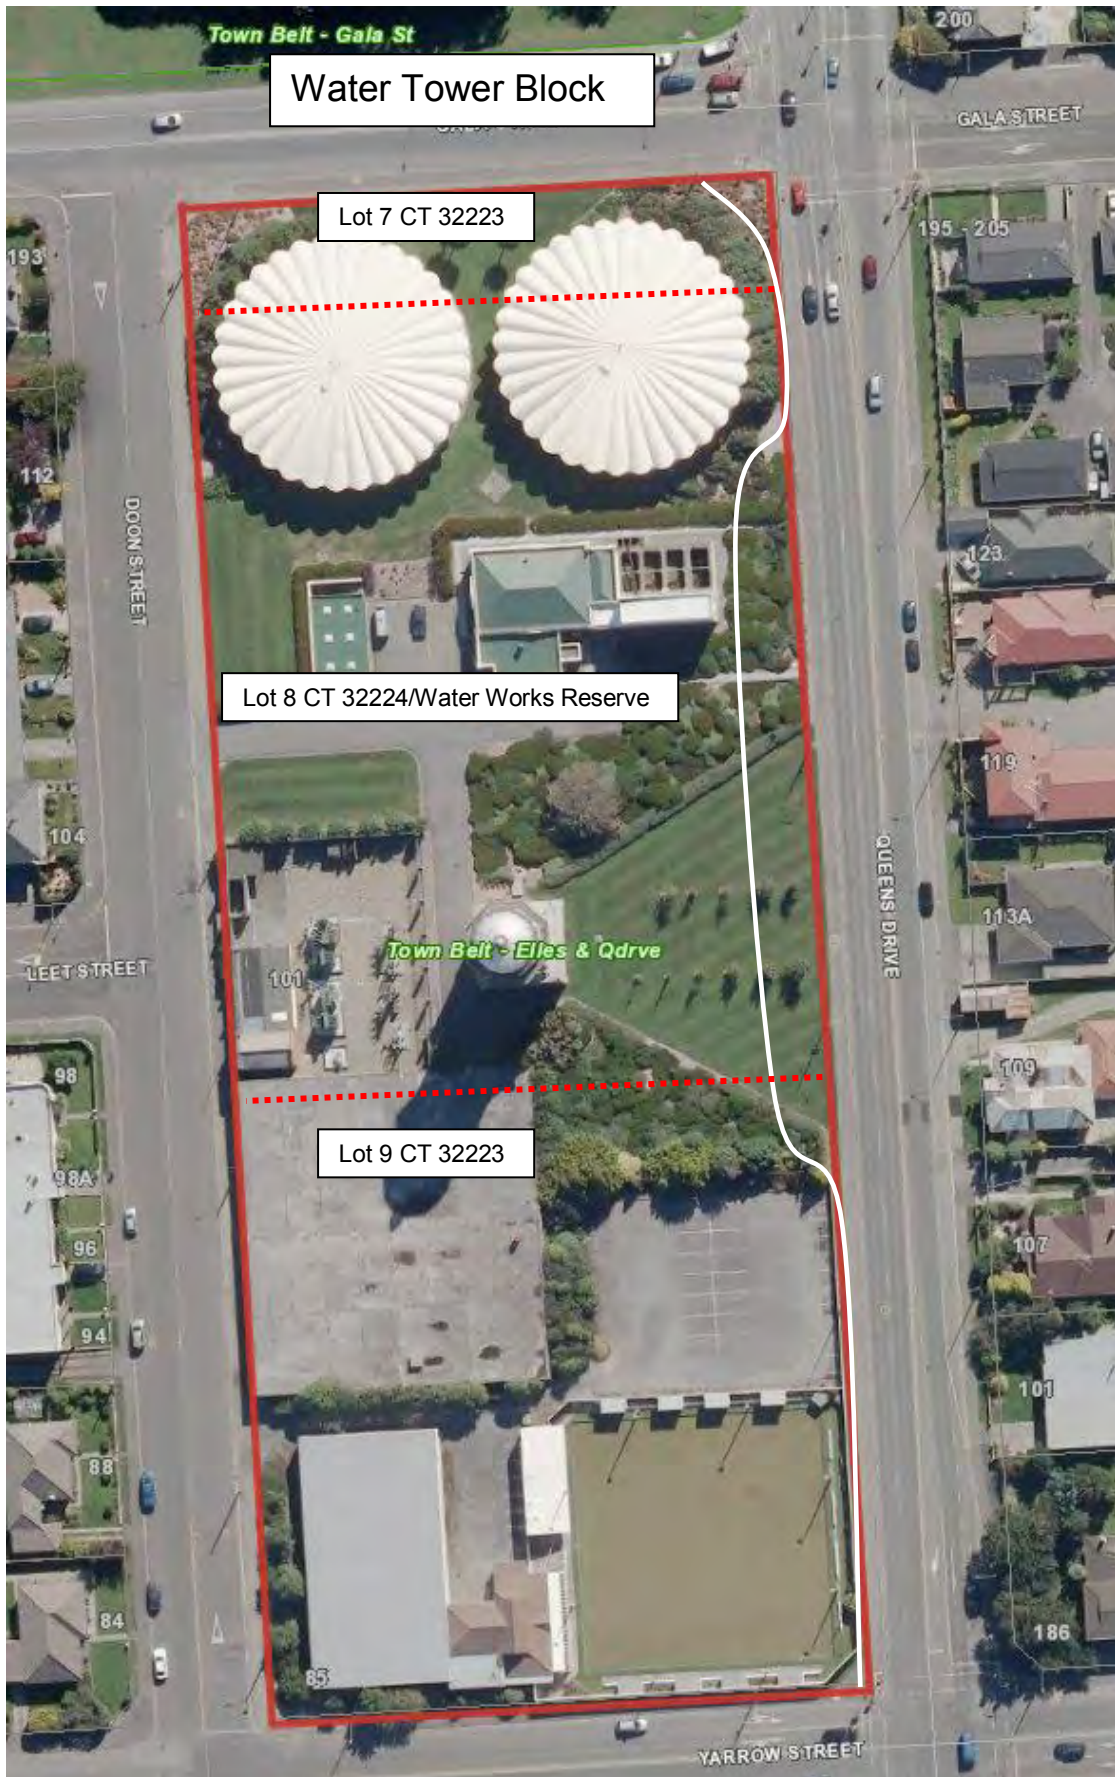 200
Town Belt - Gala St
Water Tower Block
GALA STREET
Lot 7 CT 32223
195 - 205
193
112
DOON STREET
123
Lot 8 CT 32224/Water Works Reserve
119
104
QUEENS DRIVE
113A
Town Belt - Elles & Qdrve
LEET STREET
101
98
109
Lot 9 CT 32223
98A
96
107
94
101
88
84
186
85
YARROW STREET